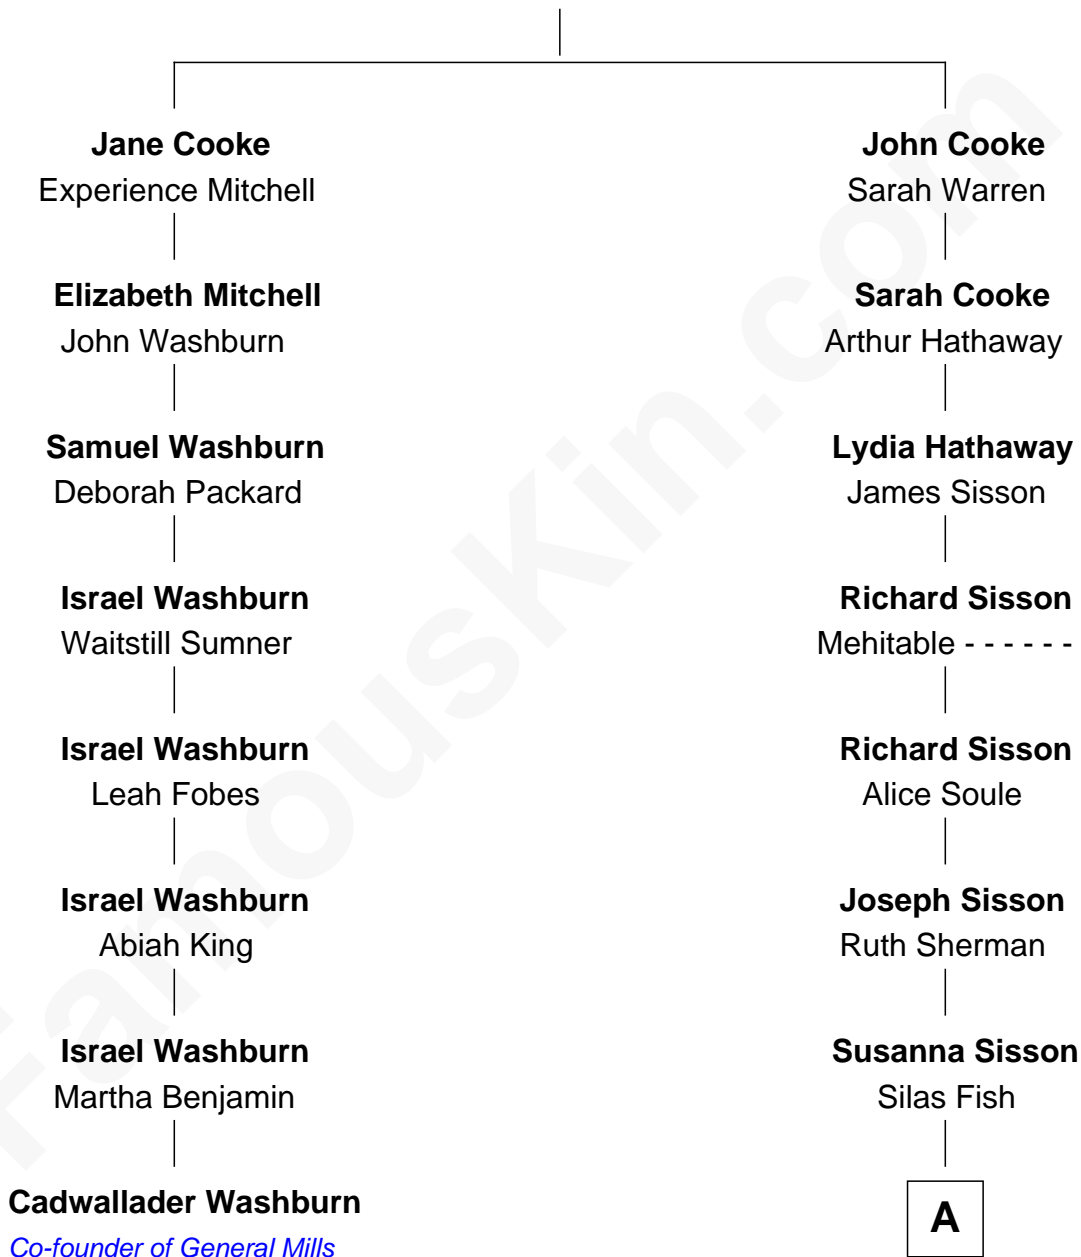 Jane Cooke
Experience Mitchell
John Cooke
Sarah Warren
Elizabeth Mitchell
John Washburn
Sarah Cooke
Arthur Hathaway
Samuel Washburn
Deborah Packard
Lydia Hathaway
James Sisson
Israel Washburn
Waitstill Sumner
Richard Sisson
Mehitable - - - - - -
Israel Washburn
Leah Fobes
Richard Sisson
Alice Soule
Israel Washburn
Abiah King
Joseph Sisson
Ruth Sherman
Israel Washburn
Martha Benjamin
Susanna Sisson
Silas Fish
Cadwallader Washburn
Co-founder of General Mills
A
FamousKin.com